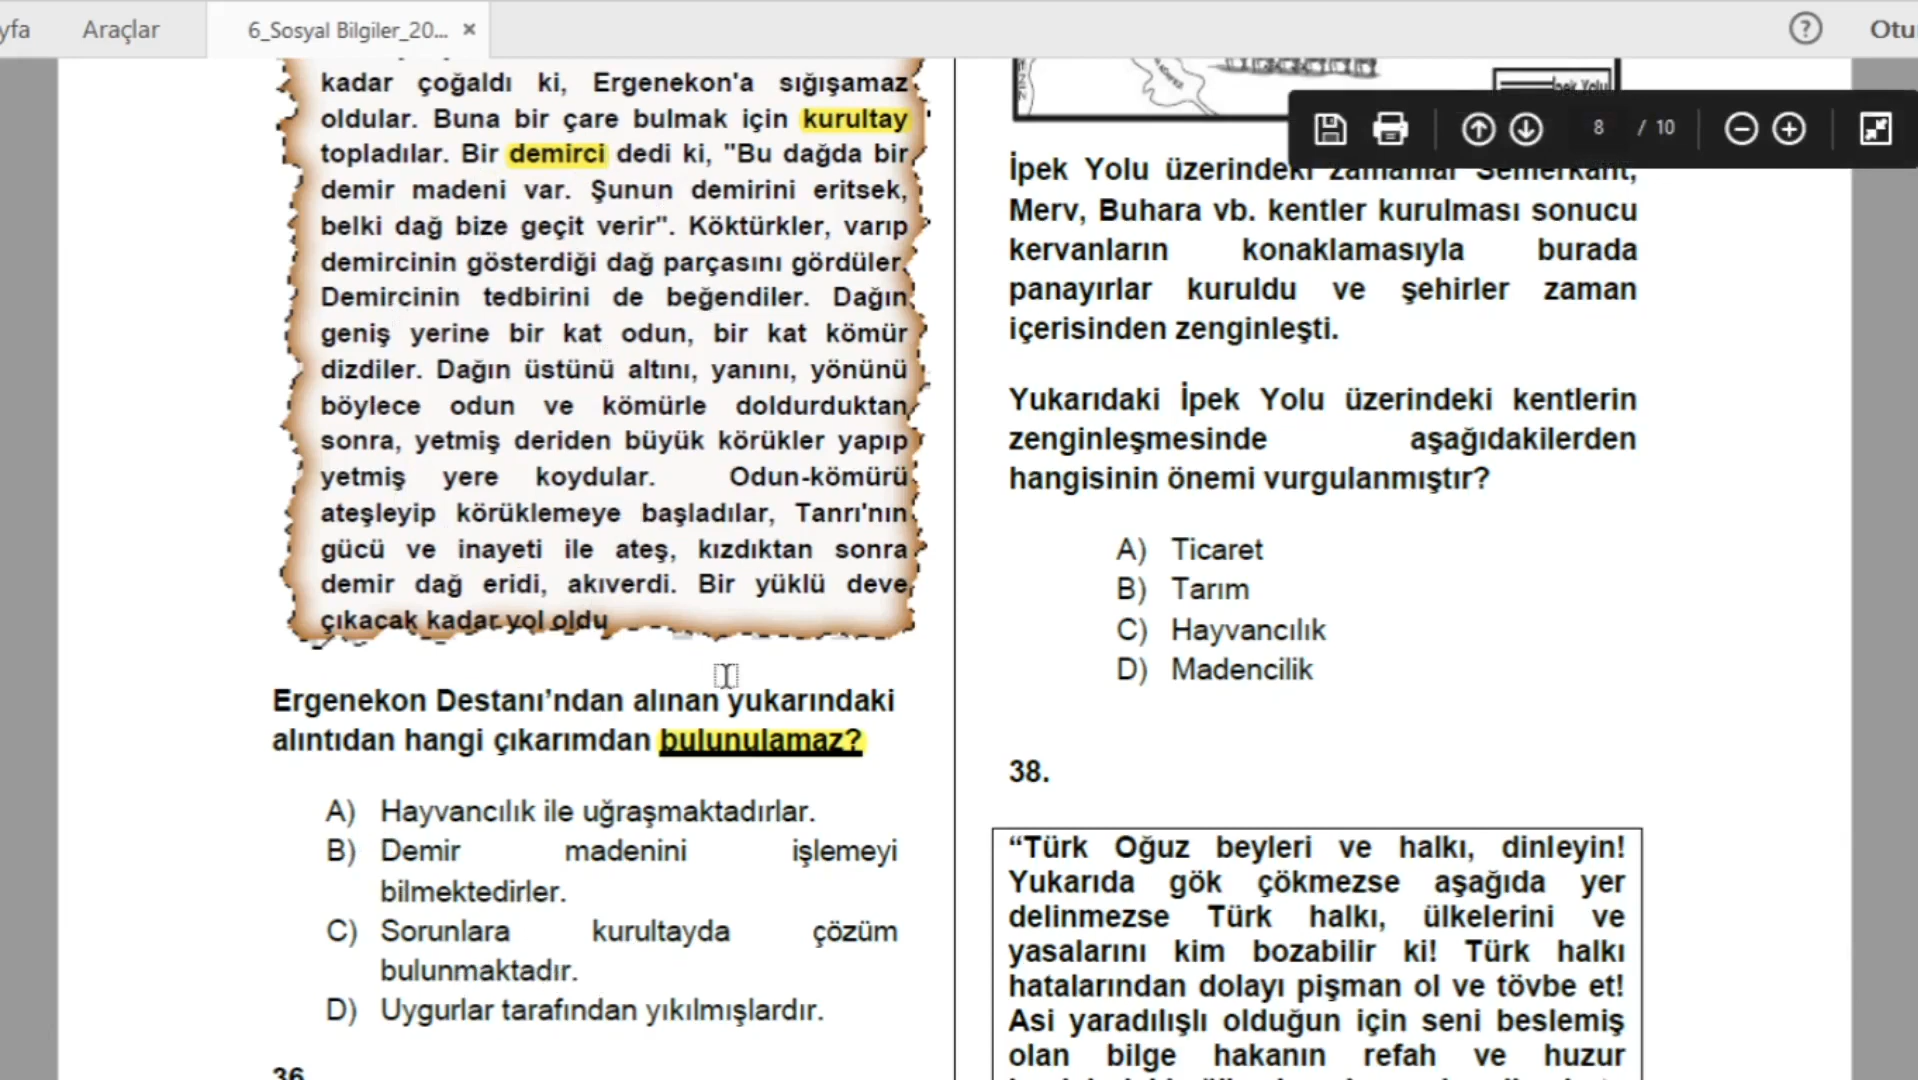 yfa
Araçlar
6_Sosyal Bilgiler_20...
Otu
8 / 10
kadar çoğaldı ki, Ergenekon'a sığışamaz
oldular. Buna bir çare bulmak için kurultay
topladılar. Bir demirci dedi ki, "Bu dağda bir
demir madeni var. Şunun demirini eritsek,
belki dağ bize geçit verir". Köktürkler, varıp
demircinin gösterdiği dağ parçasını gördüler.
Demircinin tedbirini de beğendiler. Dağın
geniş yerine bir kat odun, bir kat kömür
dizdiler. Dağın üstünü altını, yanını, yönünü
böylece odun ve kömürle doldurduktan
sonra, yetmiş deriden büyük körükler yapıp
yetmiş yere koydular. Odun-kömürü
ateşleyip körüklemeye başladılar, Tanrı'nın
gücü ve inayeti ile ateş, kızdıktan sonra
demir dağ eridi, akıverdi. Bir yüklü deve
çıkacak kadar yol oldu
Ergenekon Destanı’ndan alınan yukarındaki
alıntıdan hangi çıkarımdan bulunulamaz?
A) Hayvancılık ile uğraşmaktadırlar.
B) Demir madenini işlemeyi
bilmektedirler.
C) Sorunlara kurultayda çözüm
bulunmaktadır.
D) Uygurlar tarafından yıkılmışlardır.
36.
İpek Yolu
İpek Yolu üzerindeki zamanlar Semerkant,
Merv, Buhara vb. kentler kurulması sonucu
kervanların konaklamasıyla burada
panayırlar kuruldu ve şehirler zaman
içerisinden zenginleşti.
Yukarıdaki İpek Yolu üzerindeki kentlerin
zenginleşmesinde aşağıdakilerden
hangisinin önemi vurgulanmıştır?
A) Ticaret
B) Tarım
C) Hayvancılık
D) Madencilik
38.
“Türk Oğuz beyleri ve halkı, dinleyin!
Yukarıda gök çökmezse aşağıda yer
delinmezse Türk halkı, ülkelerini ve
yasalarını kim bozabilir ki! Türk halkı
hatalarından dolayı pişman ol ve tövbe et!
Asi yaradılışlı olduğun için seni beslemiş
olan bilge hakanın refah ve huzur